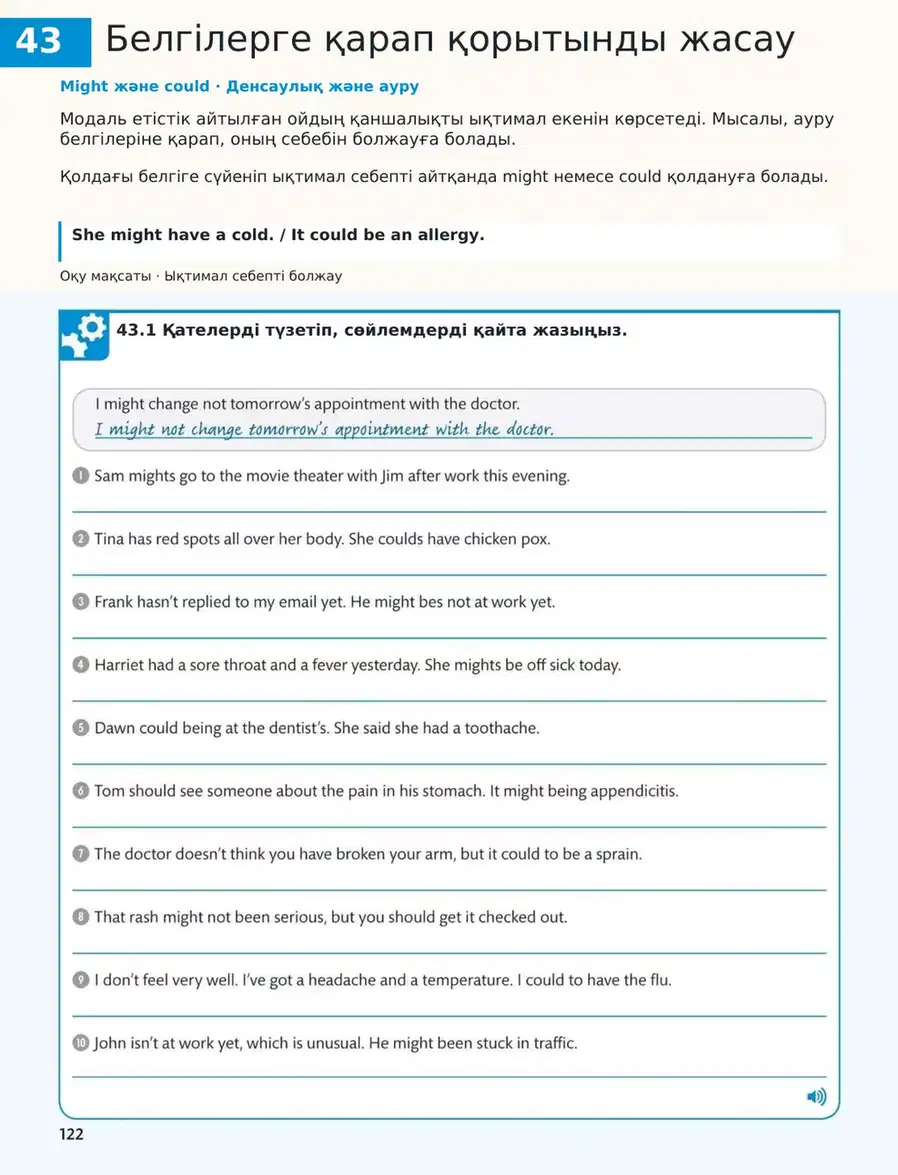 43
Белгілерге қарап қорытынды жасау
Might және could · Денсаулық және ауру
Модаль етістік айтылған ойдың қаншалықты ықтимал екенін көрсетеді. Мысалы, ауру
белгілеріне қарап, оның себебін болжауға болады.
Қолдағы белгіге сүйеніп ықтимал себепті айтқанда might немесе could қолдануға болады.
She might have a cold. / It could be an allergy.
Оқу мақсаты · Ықтимал себепті болжау
43.1 Қателерді түзетіп, сөйлемдерді қайта жазыңыз.
I might change not tomorrow's appointment with the doctor.
I might not change tomorrow's appointment with the doctor.
1 Sam mights go to the movie theater with Jim after work this evening.
2 Tina has red spots all over her body. She coulds have chicken pox.
3 Frank hasn't replied to my email yet. He might bes not at work yet.
4 Harriet had a sore throat and a fever yesterday. She mights be off sick today.
5 Dawn could being at the dentist's. She said she had a toothache.
6 Tom should see someone about the pain in his stomach. It might being appendicitis.
7 The doctor doesn't think you have broken your arm, but it could to be a sprain.
8 That rash might not been serious, but you should get it checked out.
9 I don't feel very well. I've got a headache and a temperature. I could to have the flu.
10 John isn't at work yet, which is unusual. He might been stuck in traffic.
122